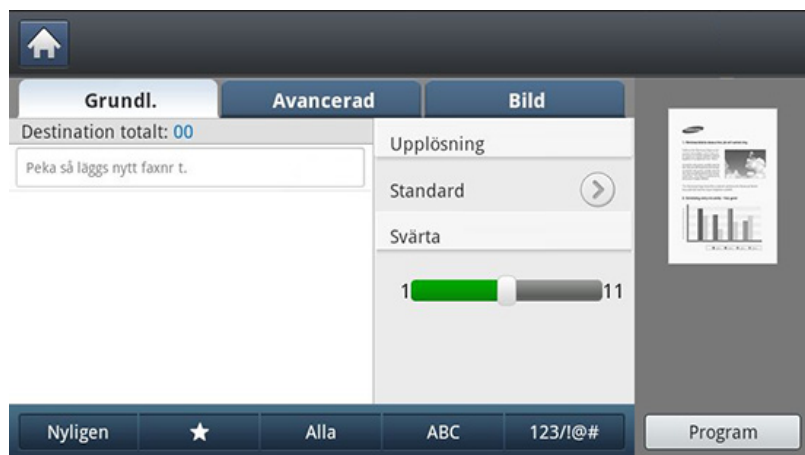 Grundl.
Avancerad
Bild
Destination totalt: 00
Peka så läggs nytt faxnr t.
Upplösning
Standard
Svärta
1
11
Nyligen
★
Alla
ABC
123/!@#
Program